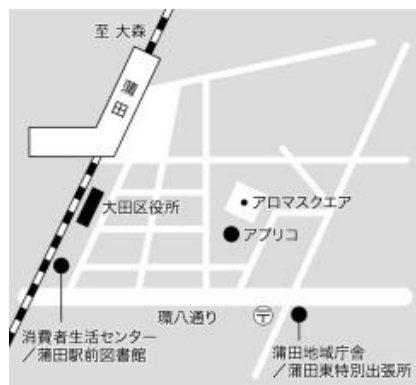 至 大森
蒲田
大田区役所
アロマスクエア
アプリコ
環八通り
〒
消費者生活センター
／蒲田駅前図書館
蒲田地域庁舎
／蒲田東特別出張所